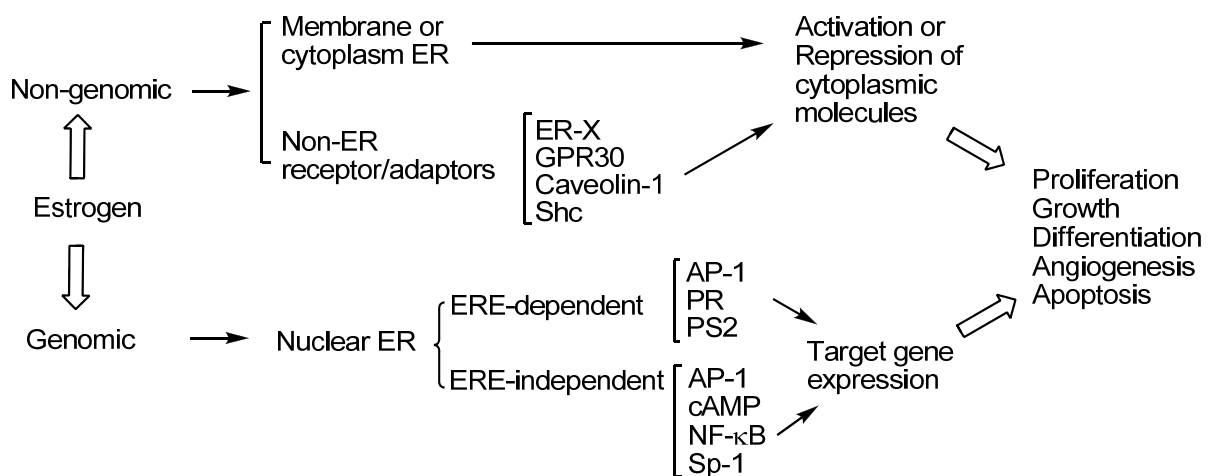 Non-genomic
Estrogen
Genomic
Membrane or
cytoplasm ER
Non-ER
receptor/adaptors
ER-X
GPR30
Caveolin-1
Shc
Activation or
Repression of
cytoplasmic
molecules
Nuclear ER
ERE-dependent
AP-1
PR
PS2
ERE-independent
AP-1
cAMP
NF-κB
Sp-1
Target gene
expression
Proliferation
Growth
Differentiation
Angiogenesis
Apoptosis